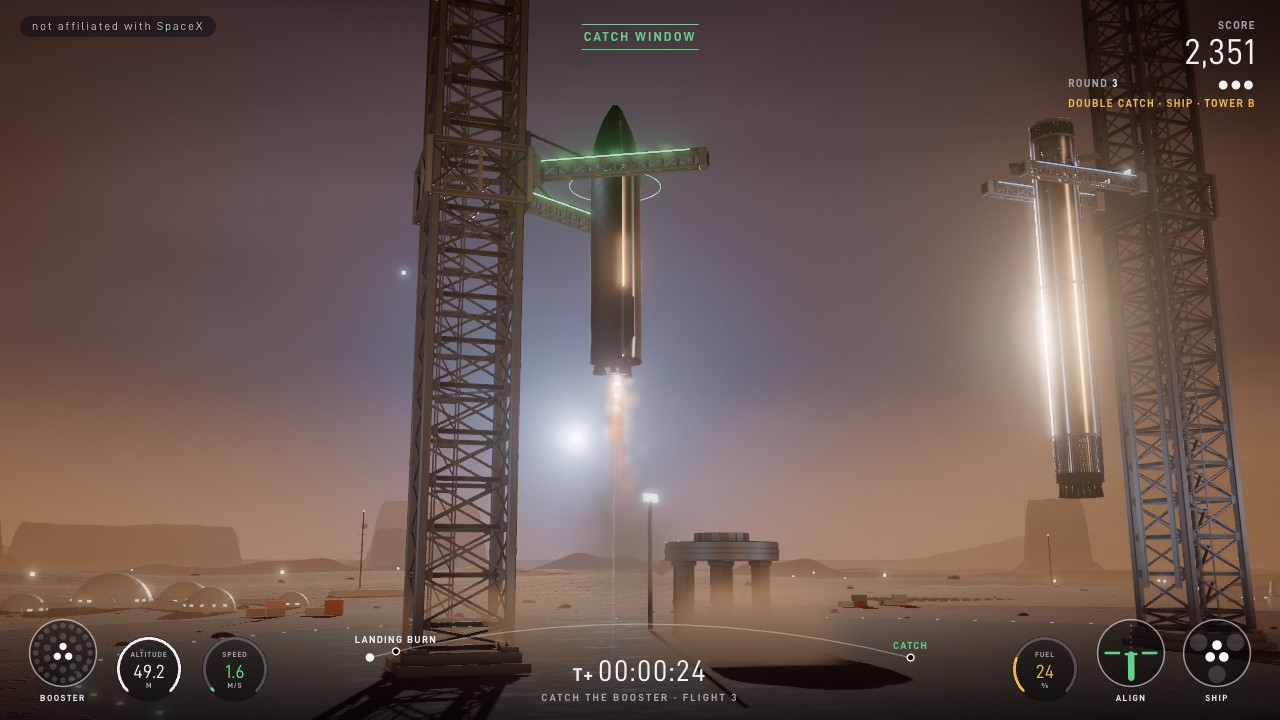 not affiliated with SpaceX
CATCH WINDOW
SCORE
2,351
ROUND 3
DOUBLE CATCH · SHIP · TOWER B
LANDING BURN
CATCH
BOOSTER
ALTITUDE
49.2
M
SPEED
1.6
M/S
T+ 00:00:24
CATCH THE BOOSTER · FLIGHT 3
FUEL
24
%
ALIGN
SHIP